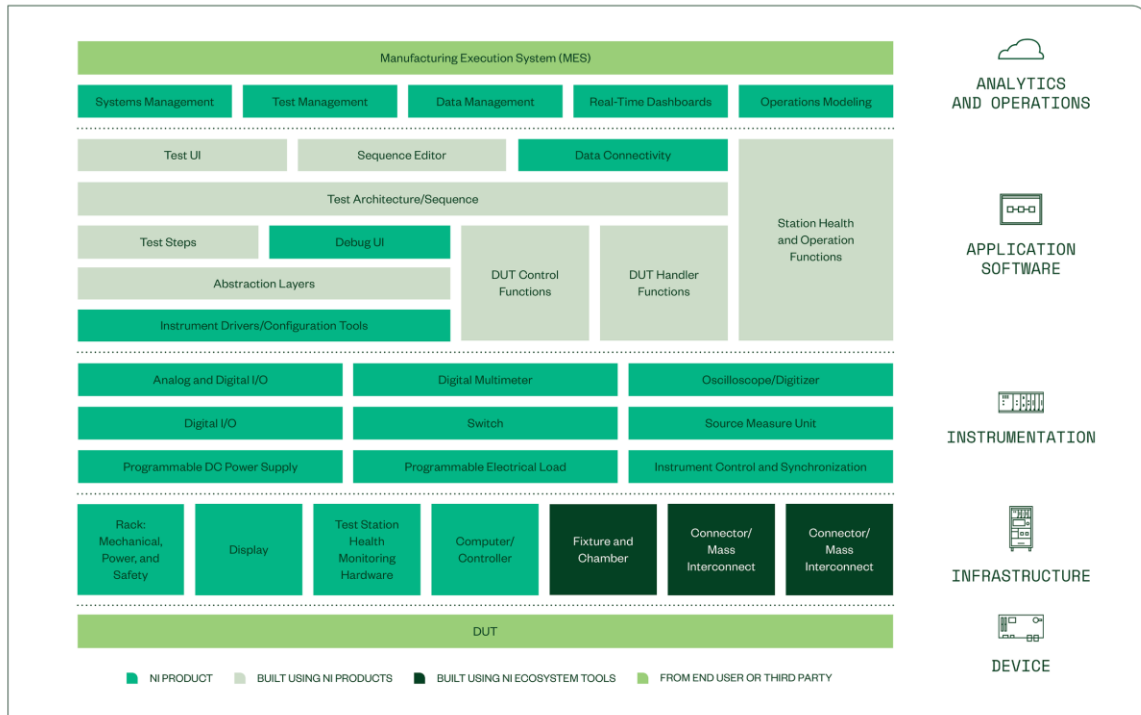 Manufacturing Execution System (MES)
Systems Management
Test Management
Data Management
Real-Time Dashboards
Operations Modeling
ANALYTICS
AND OPERATIONS
Test UI
Sequence Editor
Data Connectivity
Test Architecture/Sequence
Test Steps
Debug UI
Abstraction Layers
Instrument Drivers/Configuration Tools
DUT Control
Functions
DUT Handler
Functions
Station Health
and Operation
Functions
APPLICATION
SOFTWARE
Analog and Digital I/O
Digital Multimeter
Oscilloscope/Digitizer
Digital I/O
Switch
Source Measure Unit
Programmable DC Power Supply
Programmable Electrical Load
Instrument Control and Synchronization
INSTRUMENTATION
Rack:
Mechanical,
Power, and
Safety
Display
Test Station
Health
Monitoring
Hardware
Computer/
Controller
Fixture and
Chamber
Connector/
Mass
Interconnect
Connector/
Mass
Interconnect
INFRASTRUCTURE
DUT
DEVICE
NI PRODUCT
BUILT USING NI PRODUCTS
BUILT USING NI ECOSYSTEM TOOLS
FROM END USER OR THIRD PARTY